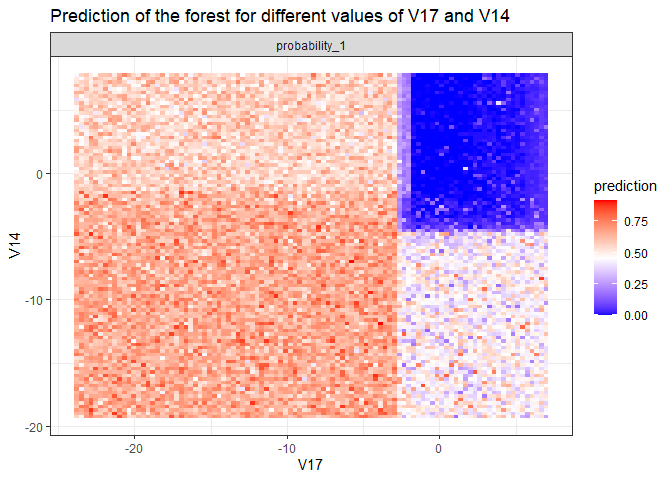 Prediction of the forest for different values of V17 and V14
probability_1
0
-10
-20
V14
-20
-10
0
V17
prediction
0.75
0.50
0.25
0.00